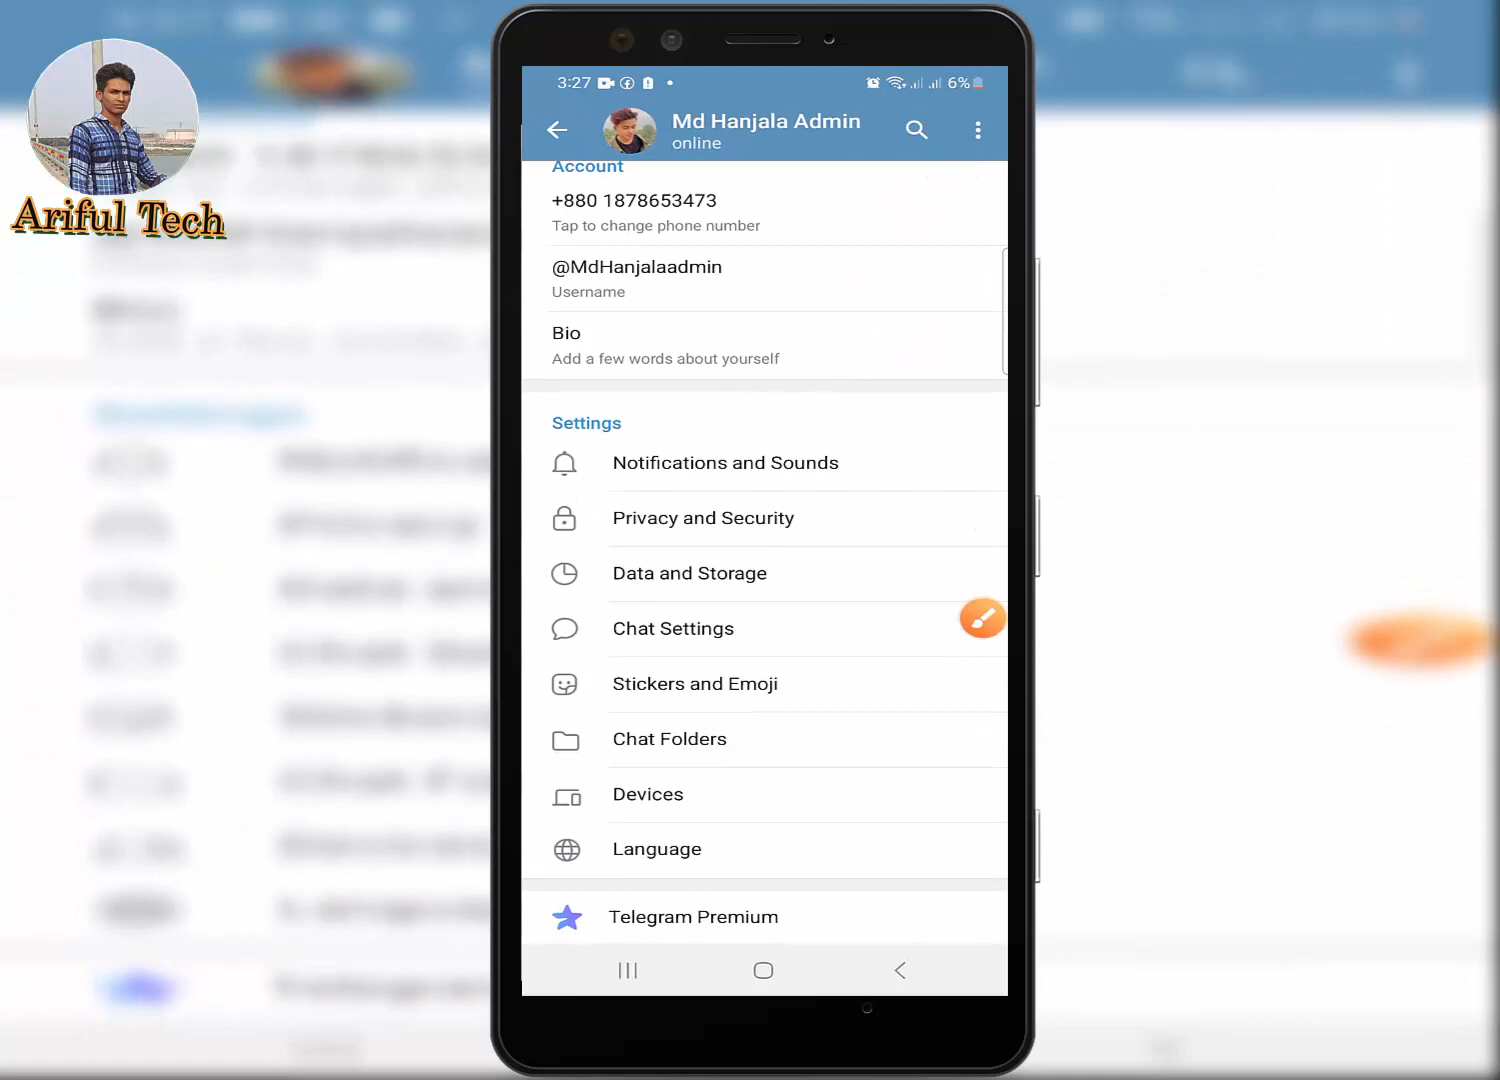 Ariful Tech
3:27
6%
Md Hanjala Admin
online
Account
+880 1878653473
Tap to change phone number
@MdHanjalaadmin
Username
Bio
Add a few words about yourself
Settings
Notifications and Sounds
Privacy and Security
Data and Storage
Chat Settings
Stickers and Emoji
Chat Folders
Devices
Language
Telegram Premium